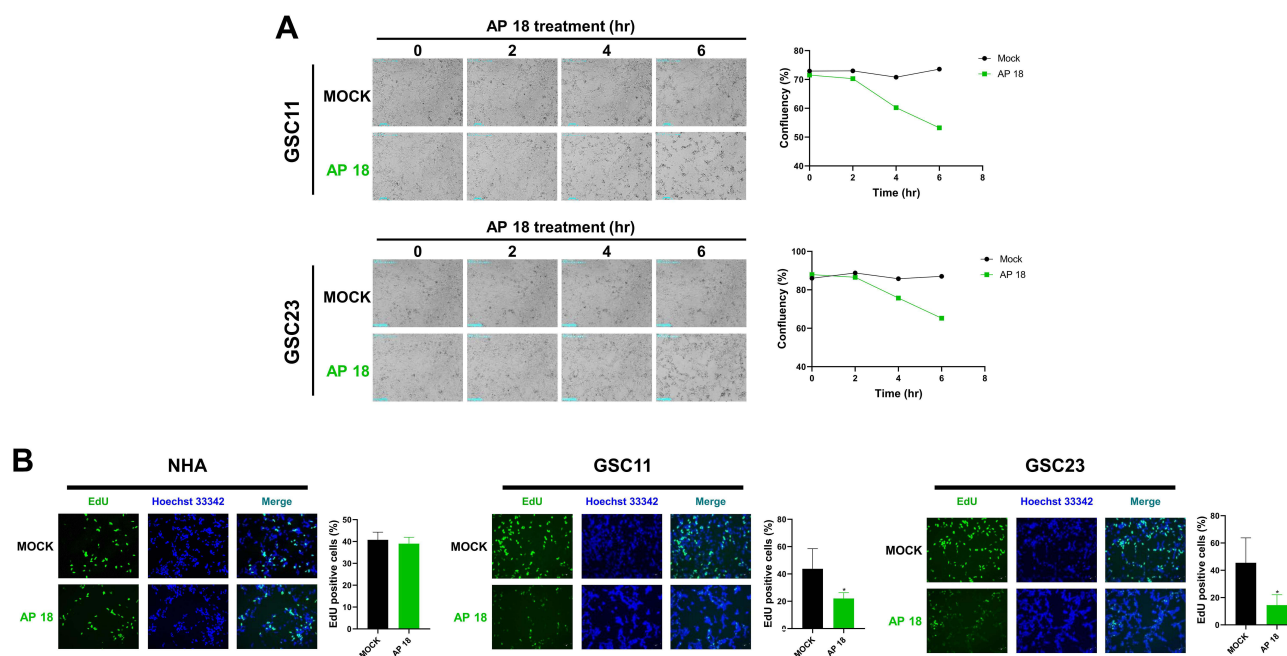 A
AP 18 treatment (hr)
0 2 4 6
GSC11
MOCK
AP 18
Confluency (%)
80
70
60
50
40
0 2 4 6 8
Time (hr)
Mock
AP 18
AP 18 treatment (hr)
0 2 4 6
GSC23
MOCK
AP 18
Confluency (%)
100
80
60
40
0 2 4 6 8
Time (hr)
Mock
AP 18
B
NHA
EdU Hoechst 33342 Merge
MOCK
AP 18
EdU positive cells (%)
50
40
30
20
10
0
MOCK AP 18
GSC11
EdU Hoechst 33342 Merge
MOCK
AP 18
EdU positive cells (%)
80
60
40
20
0
*
MOCK AP 18
GSC23
EdU Hoechst 33342 Merge
MOCK
AP 18
EdU positive cells (%)
80
60
40
20
0
*
MOCK AP 18